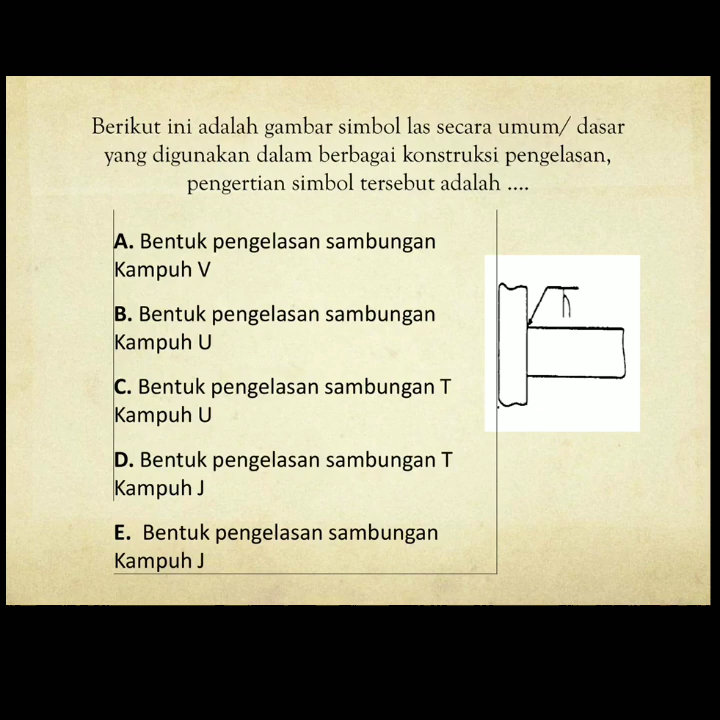 Berikut ini adalah gambar simbol las secara umum/ dasar
yang digunakan dalam berbagai konstruksi pengelasan,
pengertian simbol tersebut adalah ....
A. Bentuk pengelasan sambungan
Kampuh V
B. Bentuk pengelasan sambungan
Kampuh U
C. Bentuk pengelasan sambungan T
Kampuh U
D. Bentuk pengelasan sambungan T
Kampuh J
E. Bentuk pengelasan sambungan
Kampuh J